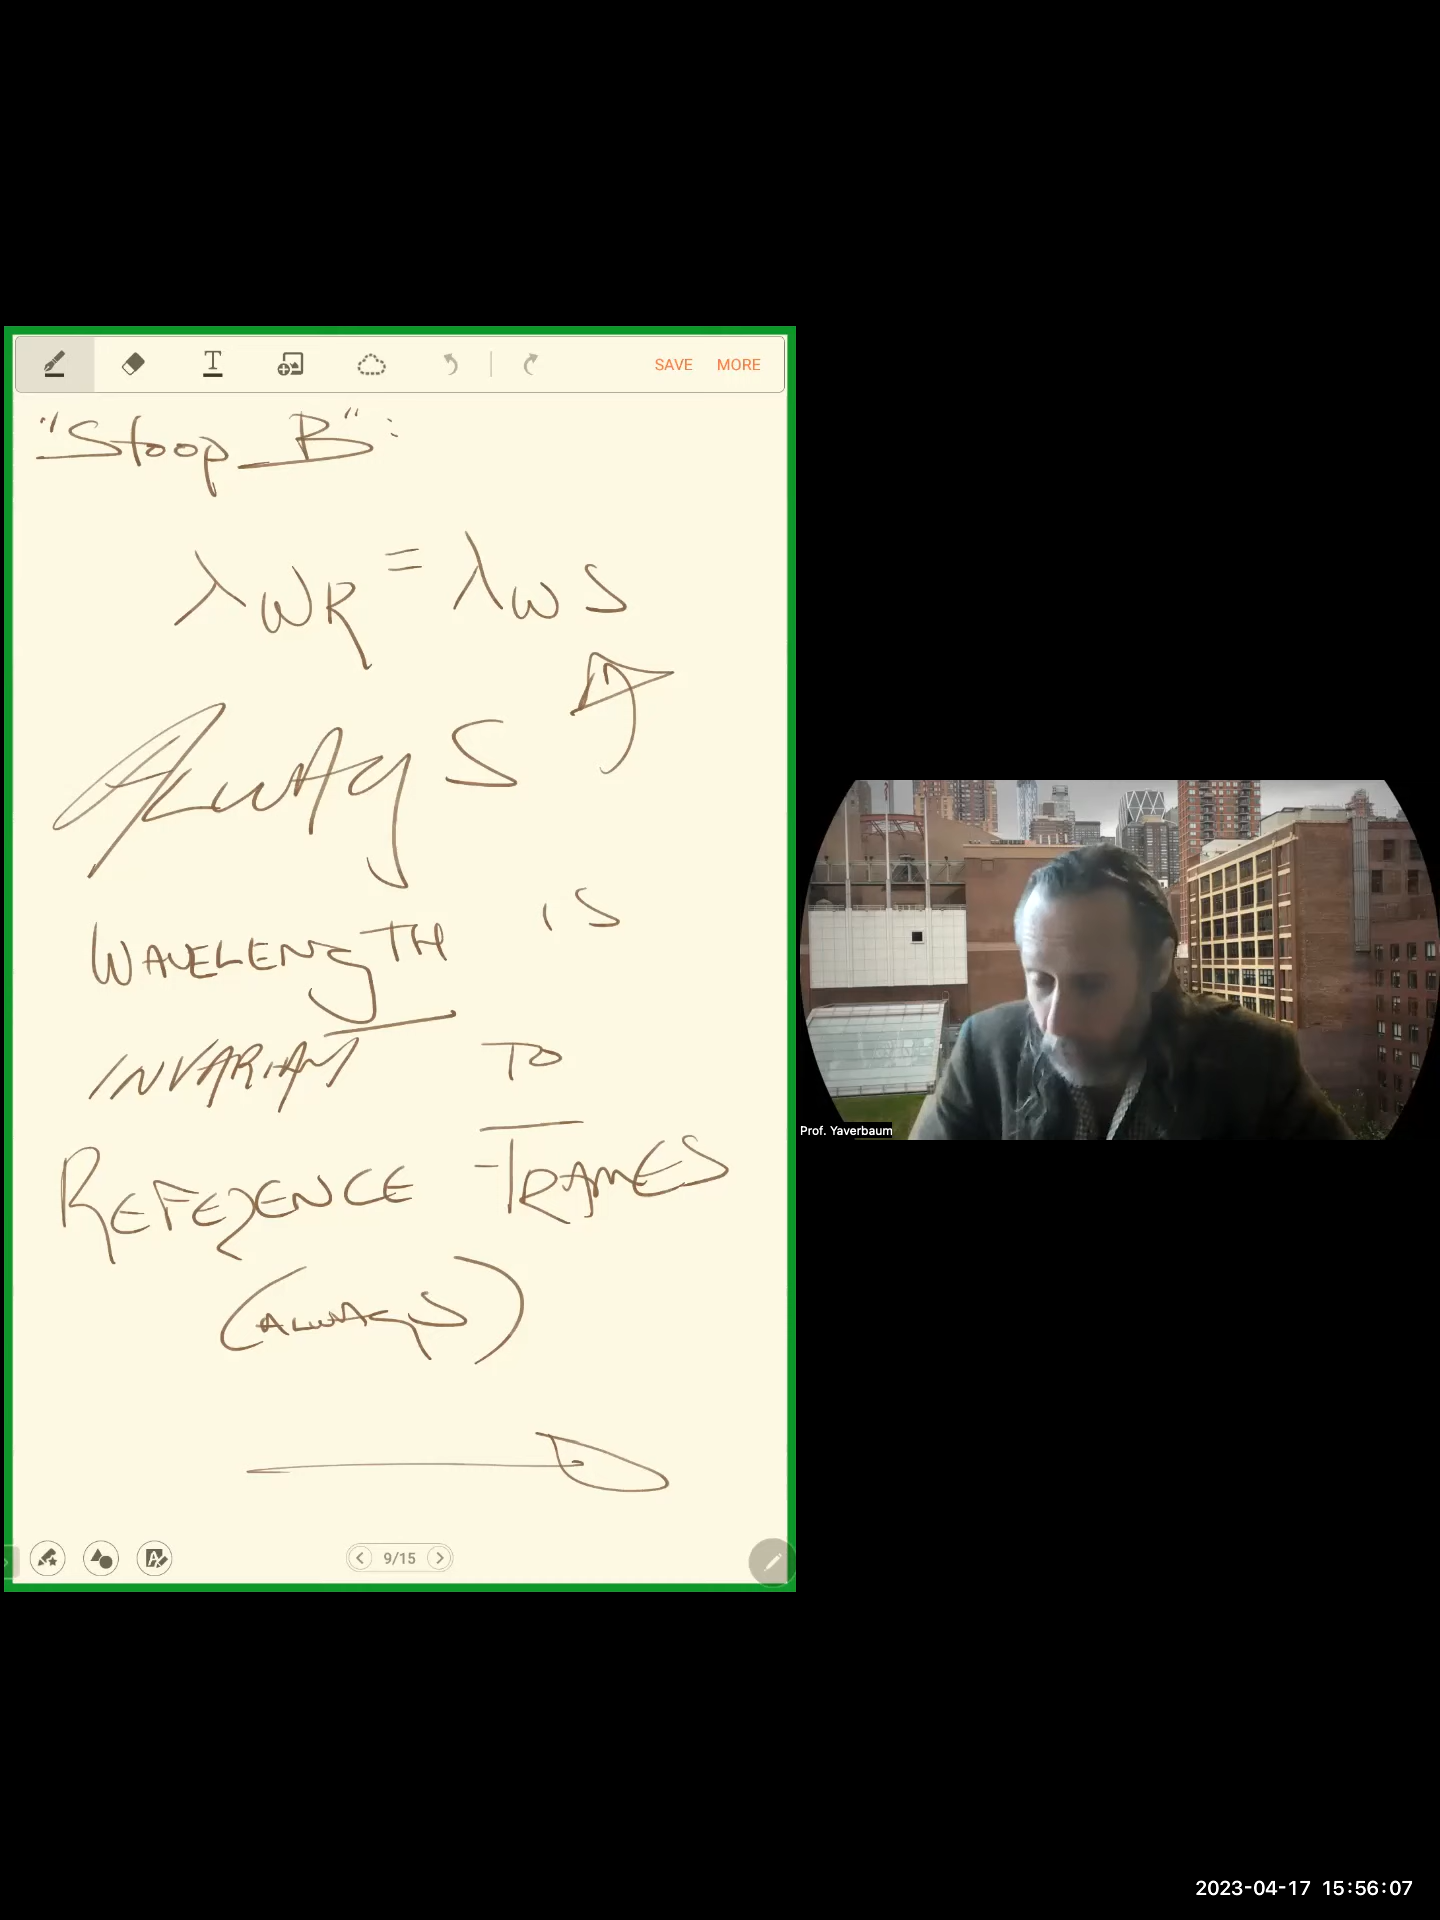 T SAVE MORE
"Stoop B":
λWR = λWS
ALWAYS
WAVELENGTH IS
INVARIANT TO
REFERENCE FRAMES
(ALWAYS)
9/15
Prof. Yaverbaum
2023-04-17 15:56:07